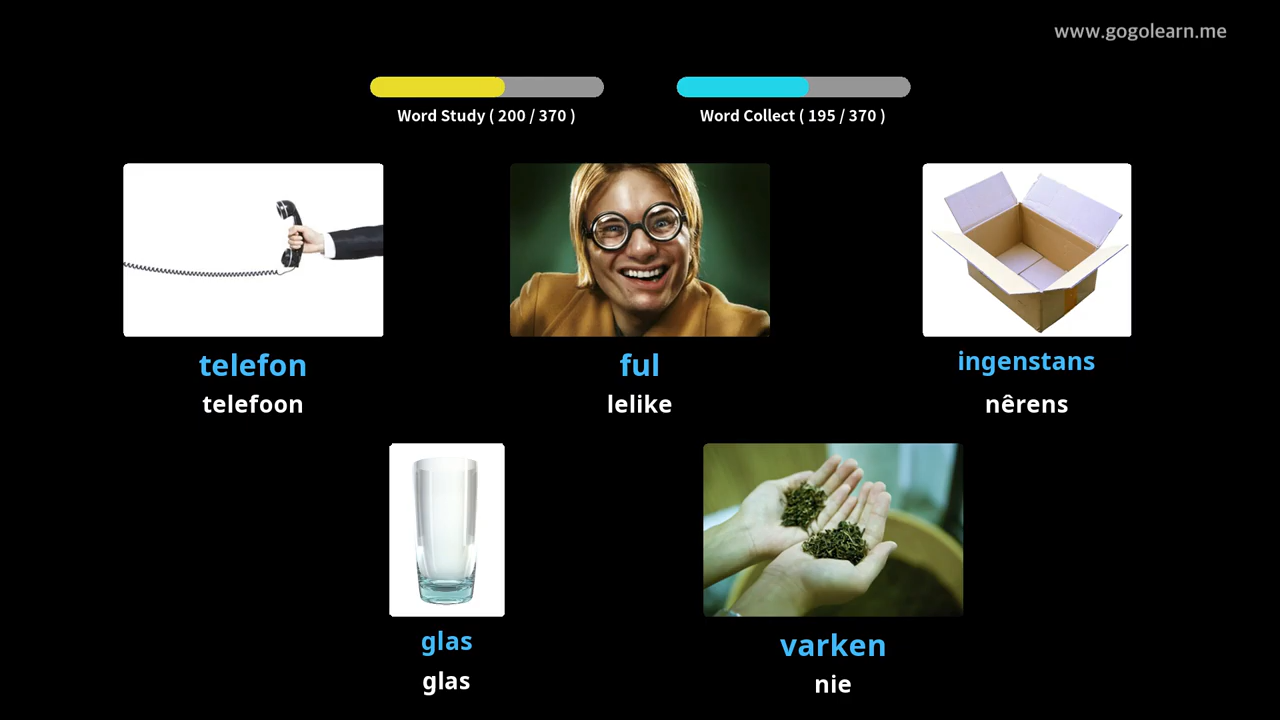 www.gogolearn.me
Word Study ( 200 / 370 )
Word Collect ( 195 / 370 )
telefon
telefoon
ful
lelike
ingenstans
nêrens
glas
glas
varken
nie